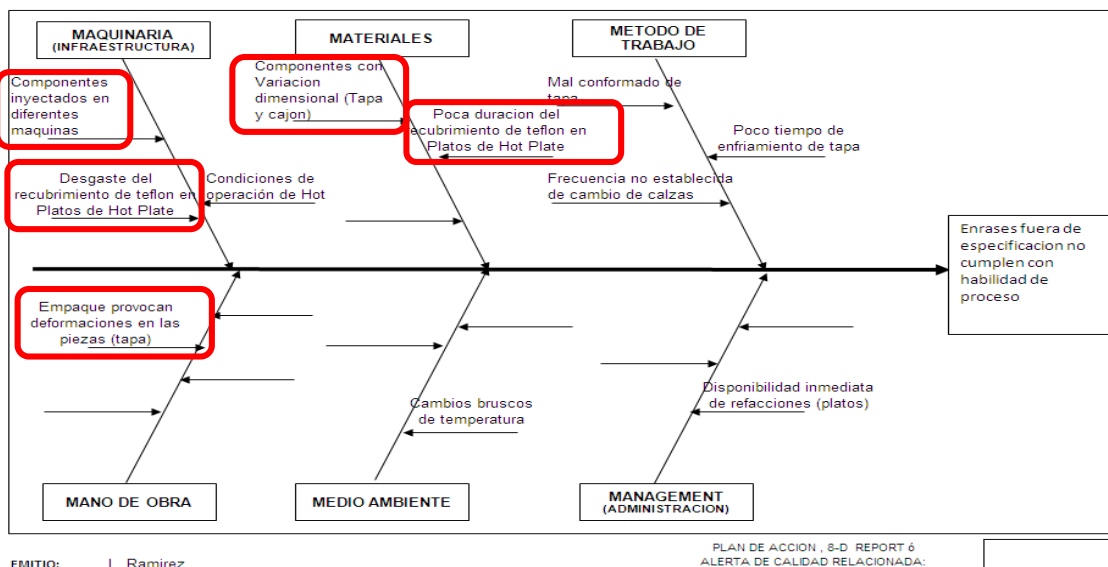 MAQUINARIA
(INFRAESTRUCTURA)
MATERIALES
METODO DE
TRABAJO
Componentes
inyectados en
diferentes
maquinas
Componentes con
Variacion
dimensional (Tapa
y cajon)
Poca duracion del
recubrimiento de teflon en
Platos de Hot Plate
Mal conformado de
tapa
Poco tiempo de
enfriamiento de tapa
Desgaste del
recubrimiento de teflon en
Platos de Hot Plate
Condiciones de
operación de Hot
Frecuencia no establecida
de cambio de calzas
Enrases fuera de
especificacion no
cumplen con
habilidad de
proceso
Empaque provocan
deformaciones en las
piezas (tapa)
Cambios bruscos
de temperatura
Disponibilidad inmediata
de refacciones (platos)
MANO DE OBRA
MEDIO AMBIENTE
MANAGEMENT
(ADMINISTRACION)
PLAN DE ACCION , 8-D REPORT ó
ALERTA DE CALIDAD RELACIONADA:
EMITIO: Ramirez